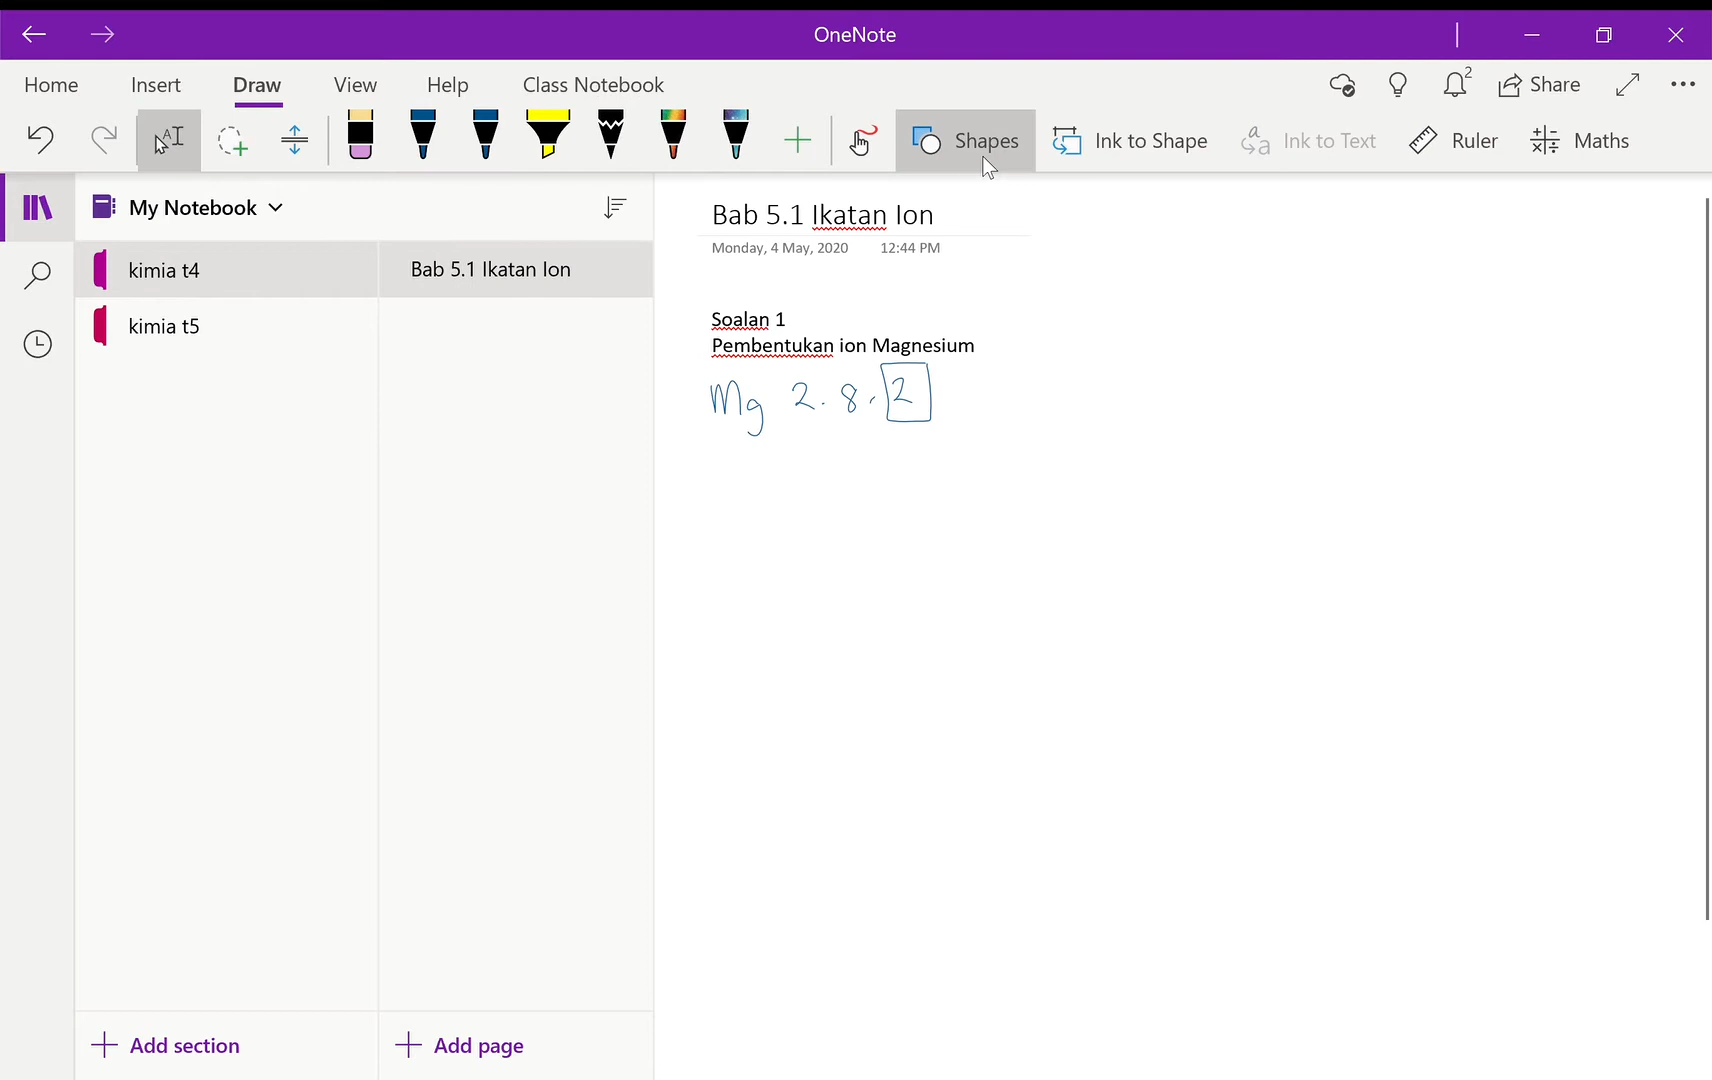 OneNote
Home Insert Draw View Help Class Notebook 2 Share
Shapes Ink to Shape Ink to Text Ruler Maths
My Notebook
kimia t4
kimia t5
Bab 5.1 Ikatan Ion
Add section
Add page
Bab 5.1 Ikatan Ion
Monday, 4 May, 2020 12:44 PM
Soalan 1
Pembentukan ion Magnesium
Mg 2.8.2